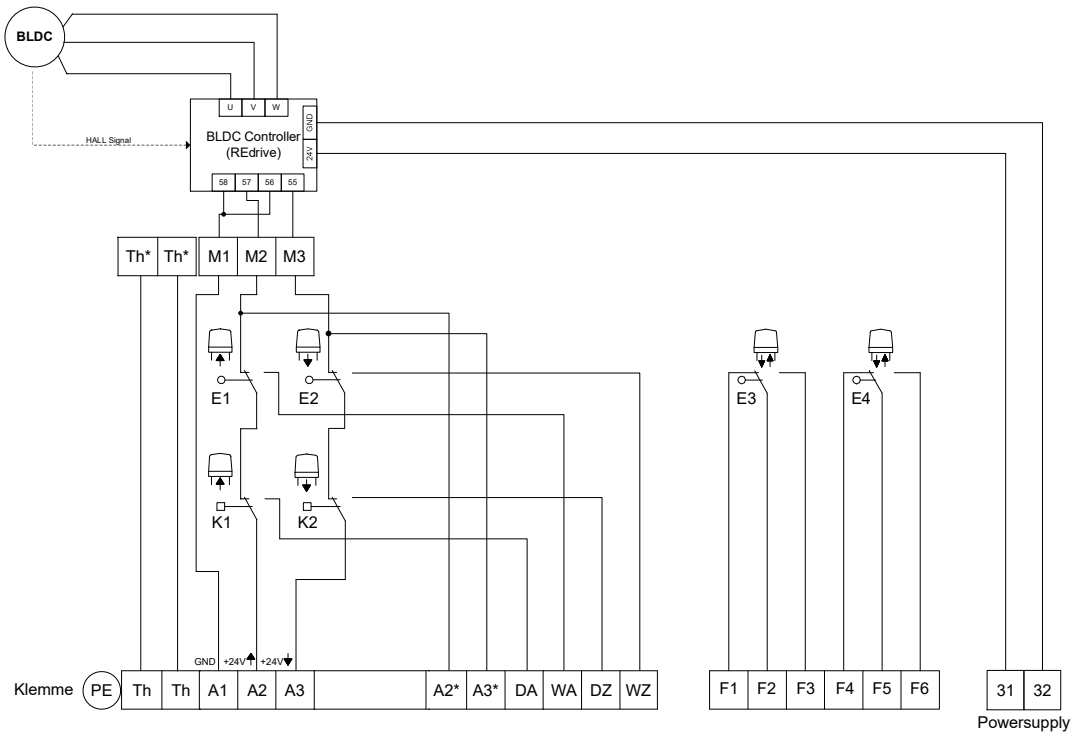 BLDC
U V W
GND
HALL Signal
BLDC Controller
(REdrive)
24V
58 57 56 55
Th* Th* M1 M2 M3
E1 E2 E3 E4
K1 K2
GND +24V +24V
Klemme PE Th Th A1 A2 A3 A2* A3* DA WA DZ WZ F1 F2 F3 F4 F5 F6 31 32
Powersupply